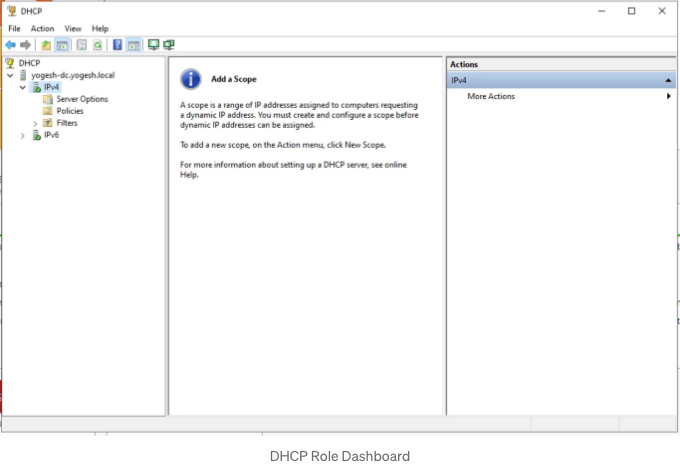 DHCP
File Action View Help
DHCP
yogesh-dc.yogesh.local
IPv4
Server Options
Policies
Filters
IPv6
Add a Scope
A scope is a range of IP addresses assigned to computers requesting
a dynamic IP address. You must create and configure a scope before
dynamic IP addresses can be assigned.
To add a new scope, on the Action menu, click New Scope.
For more information about setting up a DHCP server, see online
Help.
Actions
IPv4
More Actions
DHCP Role Dashboard